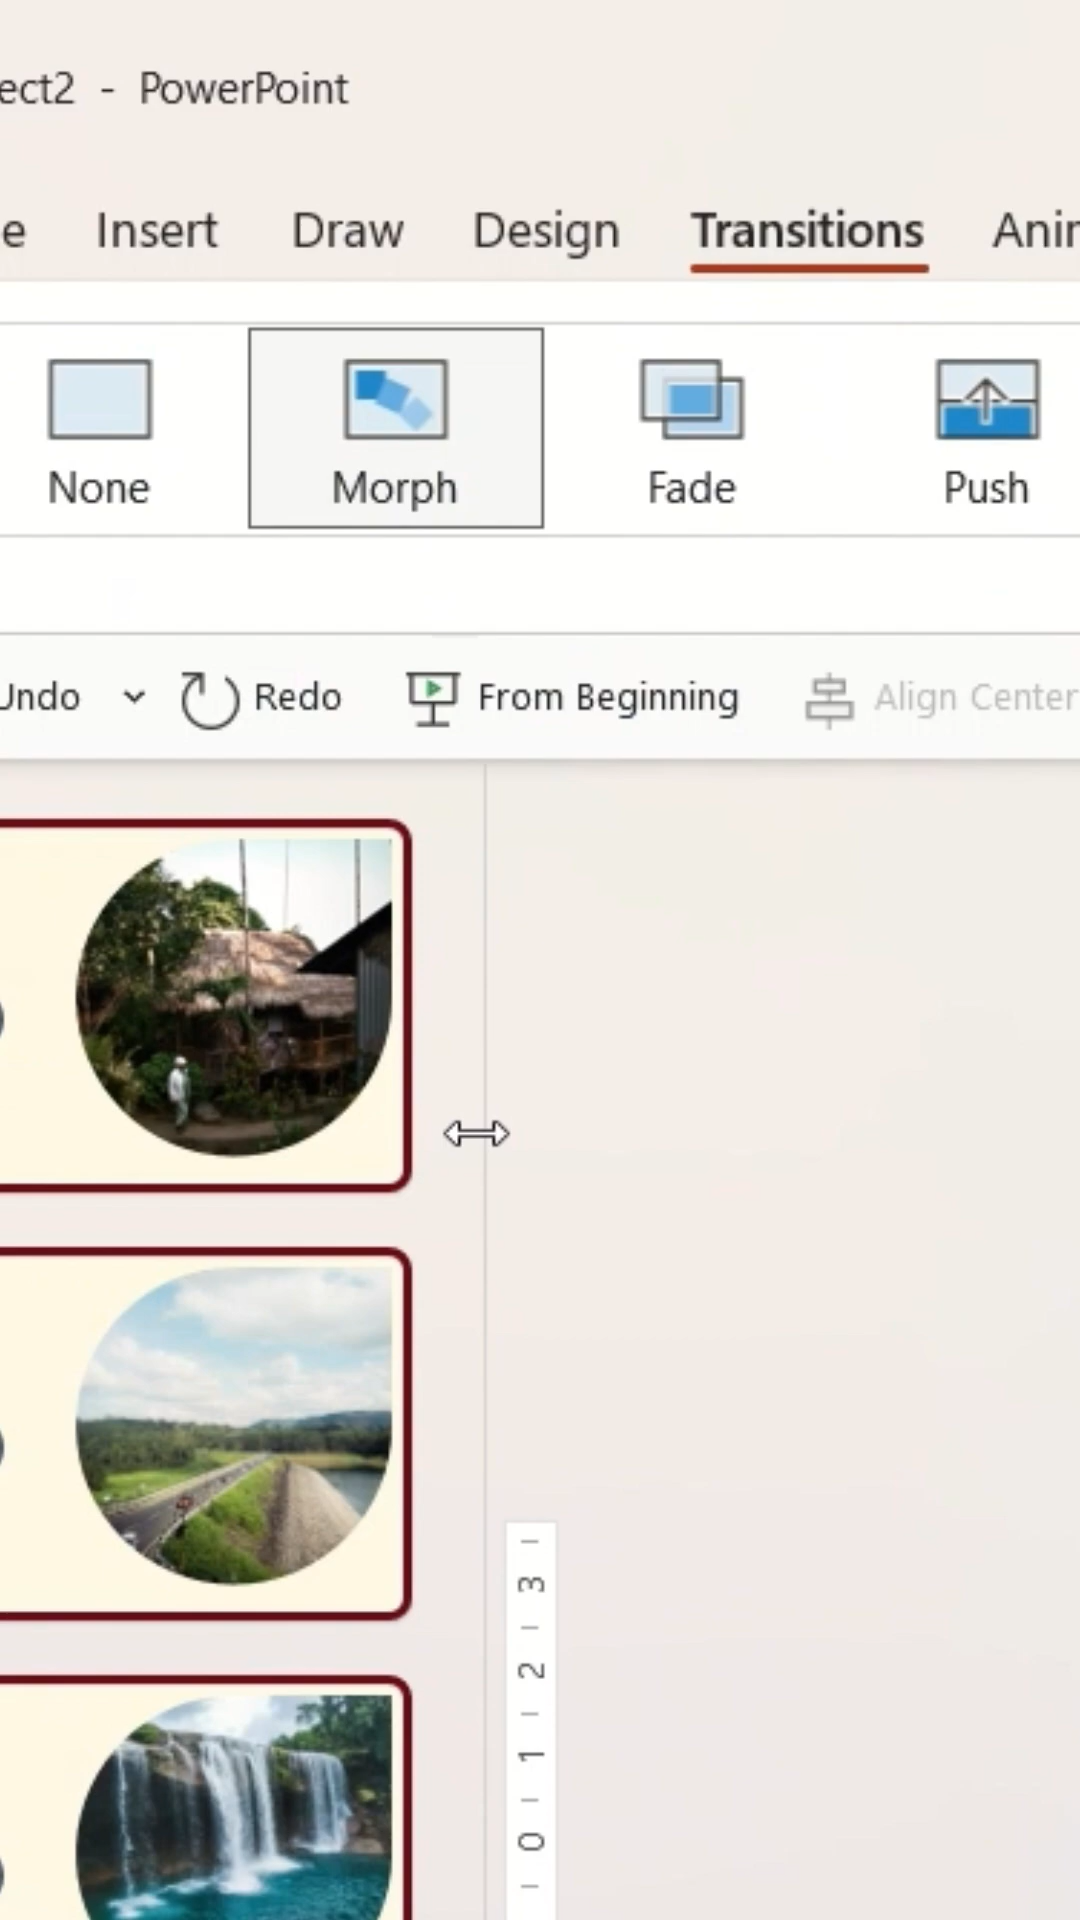 ect2 - PowerPoint
e Insert Draw Design Transitions Anir
None Morph Fade Push
Undo Redo From Beginning Align Center
3
2
1
0